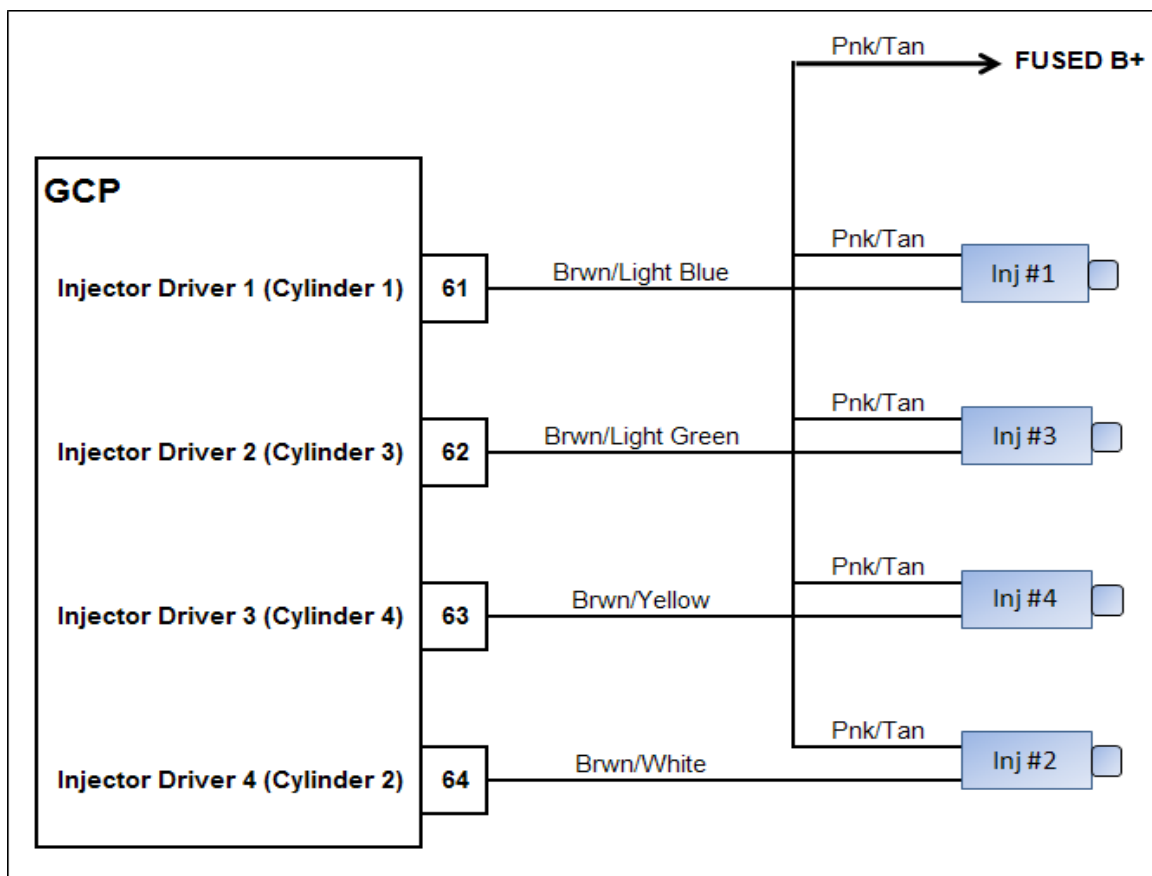 Pnk/Tan
FUSED B+
GCP
Injector Driver 1 (Cylinder 1)
61
Brwn/Light Blue
Pnk/Tan
Inj #1
Injector Driver 2 (Cylinder 3)
62
Brwn/Light Green
Pnk/Tan
Inj #3
Injector Driver 3 (Cylinder 4)
63
Brwn/Yellow
Pnk/Tan
Inj #4
Injector Driver 4 (Cylinder 2)
64
Brwn/White
Pnk/Tan
Inj #2